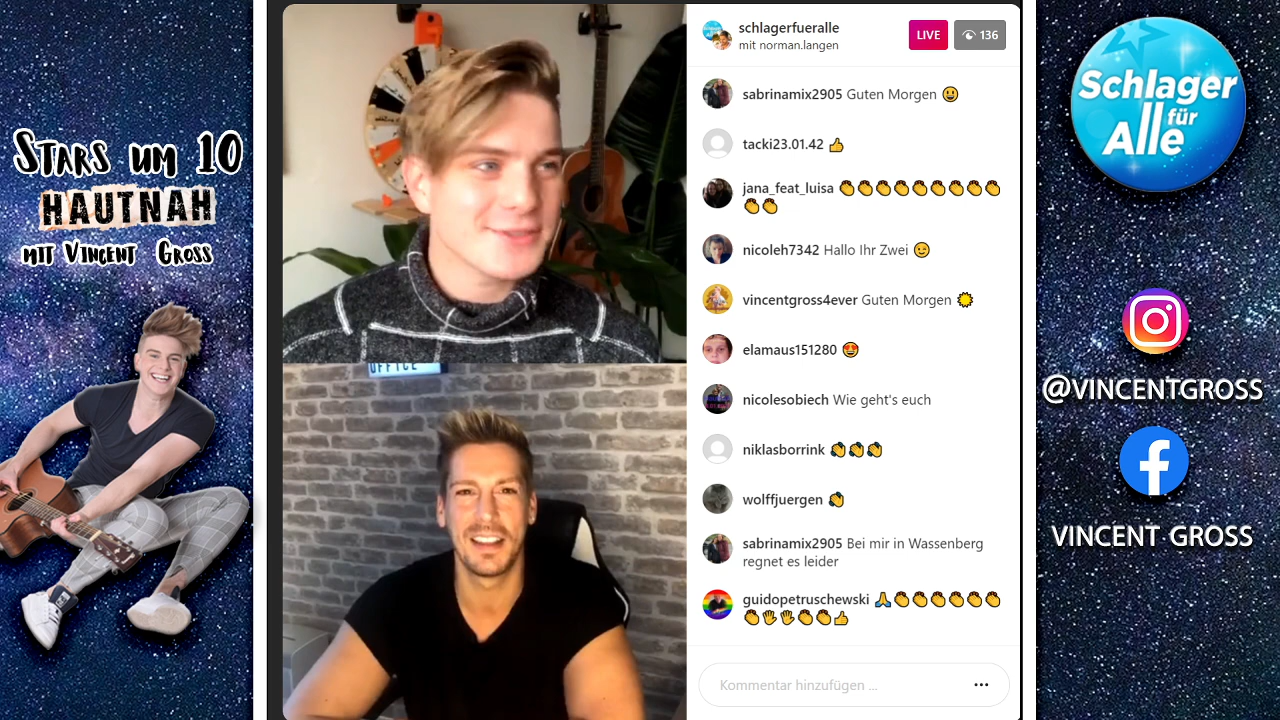 STARS UM 10
HAUTNAH
MIT VINCENT GROSS
OFFICE
schlagerfueralle
mit norman.langen
LIVE
136
sabrinamix2905 Guten Morgen 😃
tacki23.01.42 👍
jana_feat_luisa 👏👏👏👏👏👏👏👏👏
👏👏
nicoleh7342 Hallo Ihr Zwei 😉
vincentgross4ever Guten Morgen ☀
elamaus151280 😍
nicolesobiech Wie geht's euch
niklasborrink 👏👏👏
wolffjuergen 👏
sabrinamix2905 Bei mir in Wassenberg
regnet es leider
guidopetruschewski 🙏👏👏👏👏👏👏
👏🖐🖐👏👏👍
Kommentar hinzufügen ...
Schlager
für
Alle
@VINCENTGROSS
VINCENT GROSS